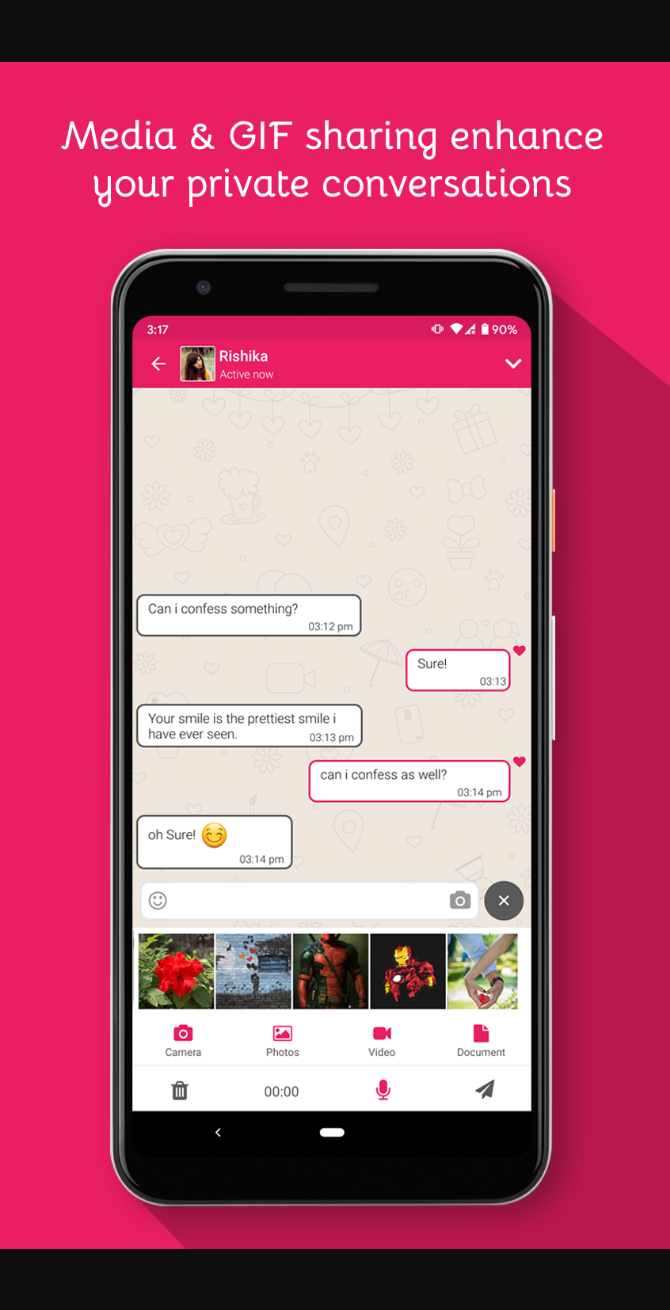 Media & GIF sharing enhance
your private conversations
3:17
90%
Rishika
Active now
Can i confess something?
03:12 pm
Sure!
03:13
Your smile is the prettiest smile i
have ever seen.
03:13 pm
can i confess as well?
03:14 pm
oh Sure! 😊
03:14 pm
Camera
Photos
Video
Document
00:00